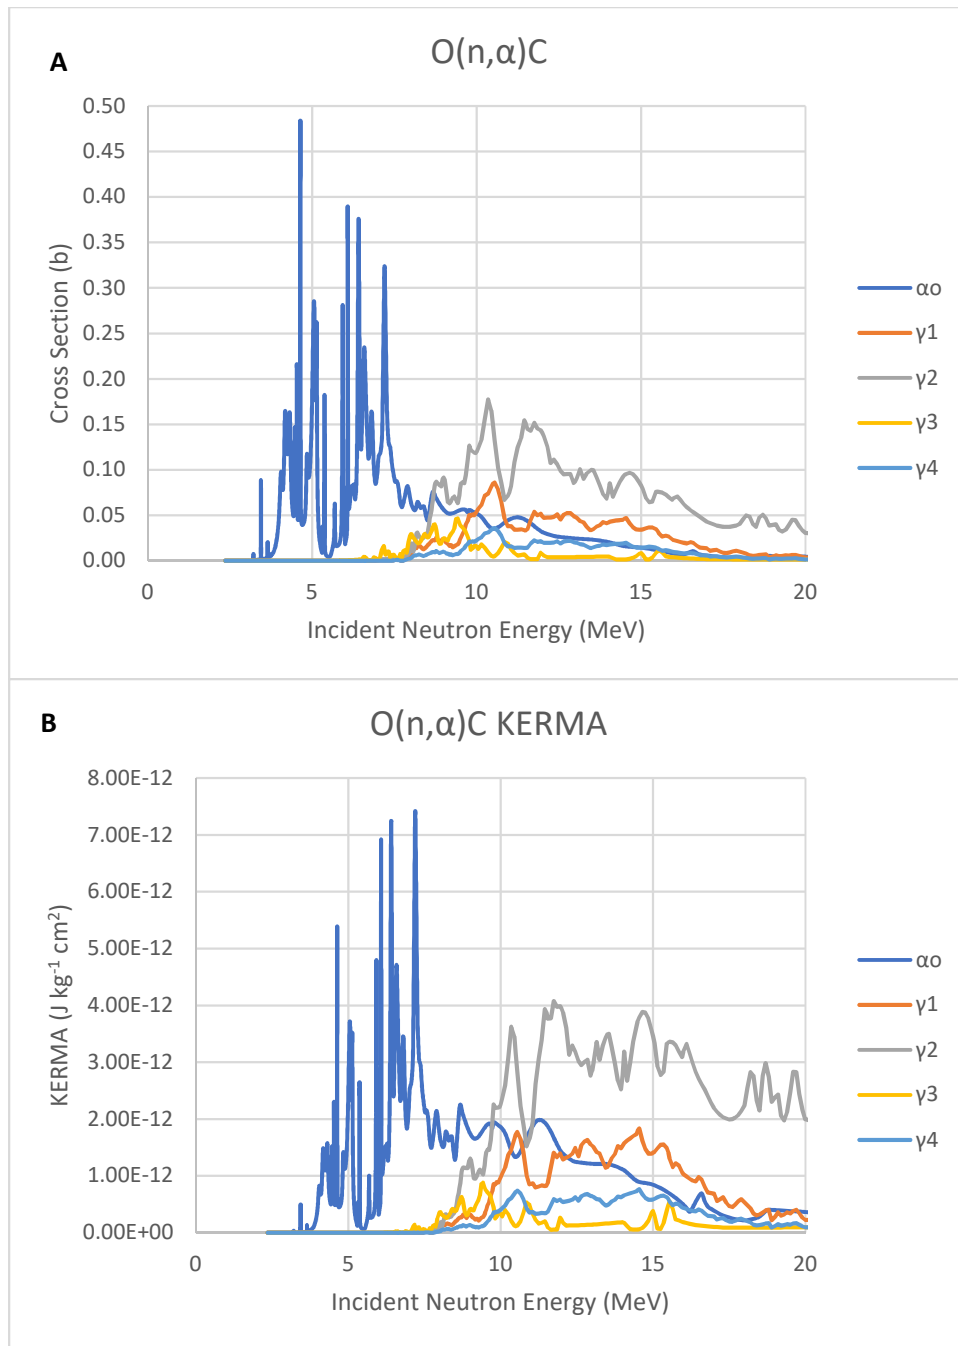 A
O(n,α)C
0.50
0.45
0.40
0.35
0.30
0.25
0.20
0.15
0.10
0.05
0.00
Cross Section (b)
0
5
10
15
20
Incident Neutron Energy (MeV)
αo
γ1
γ2
γ3
γ4
B
O(n,α)C KERMA
8.00E-12
7.00E-12
6.00E-12
5.00E-12
4.00E-12
3.00E-12
2.00E-12
1.00E-12
0.00E+00
KERMA (J kg⁻¹ cm²)
0
5
10
15
20
Incident Neutron Energy (MeV)
αo
γ1
γ2
γ3
γ4